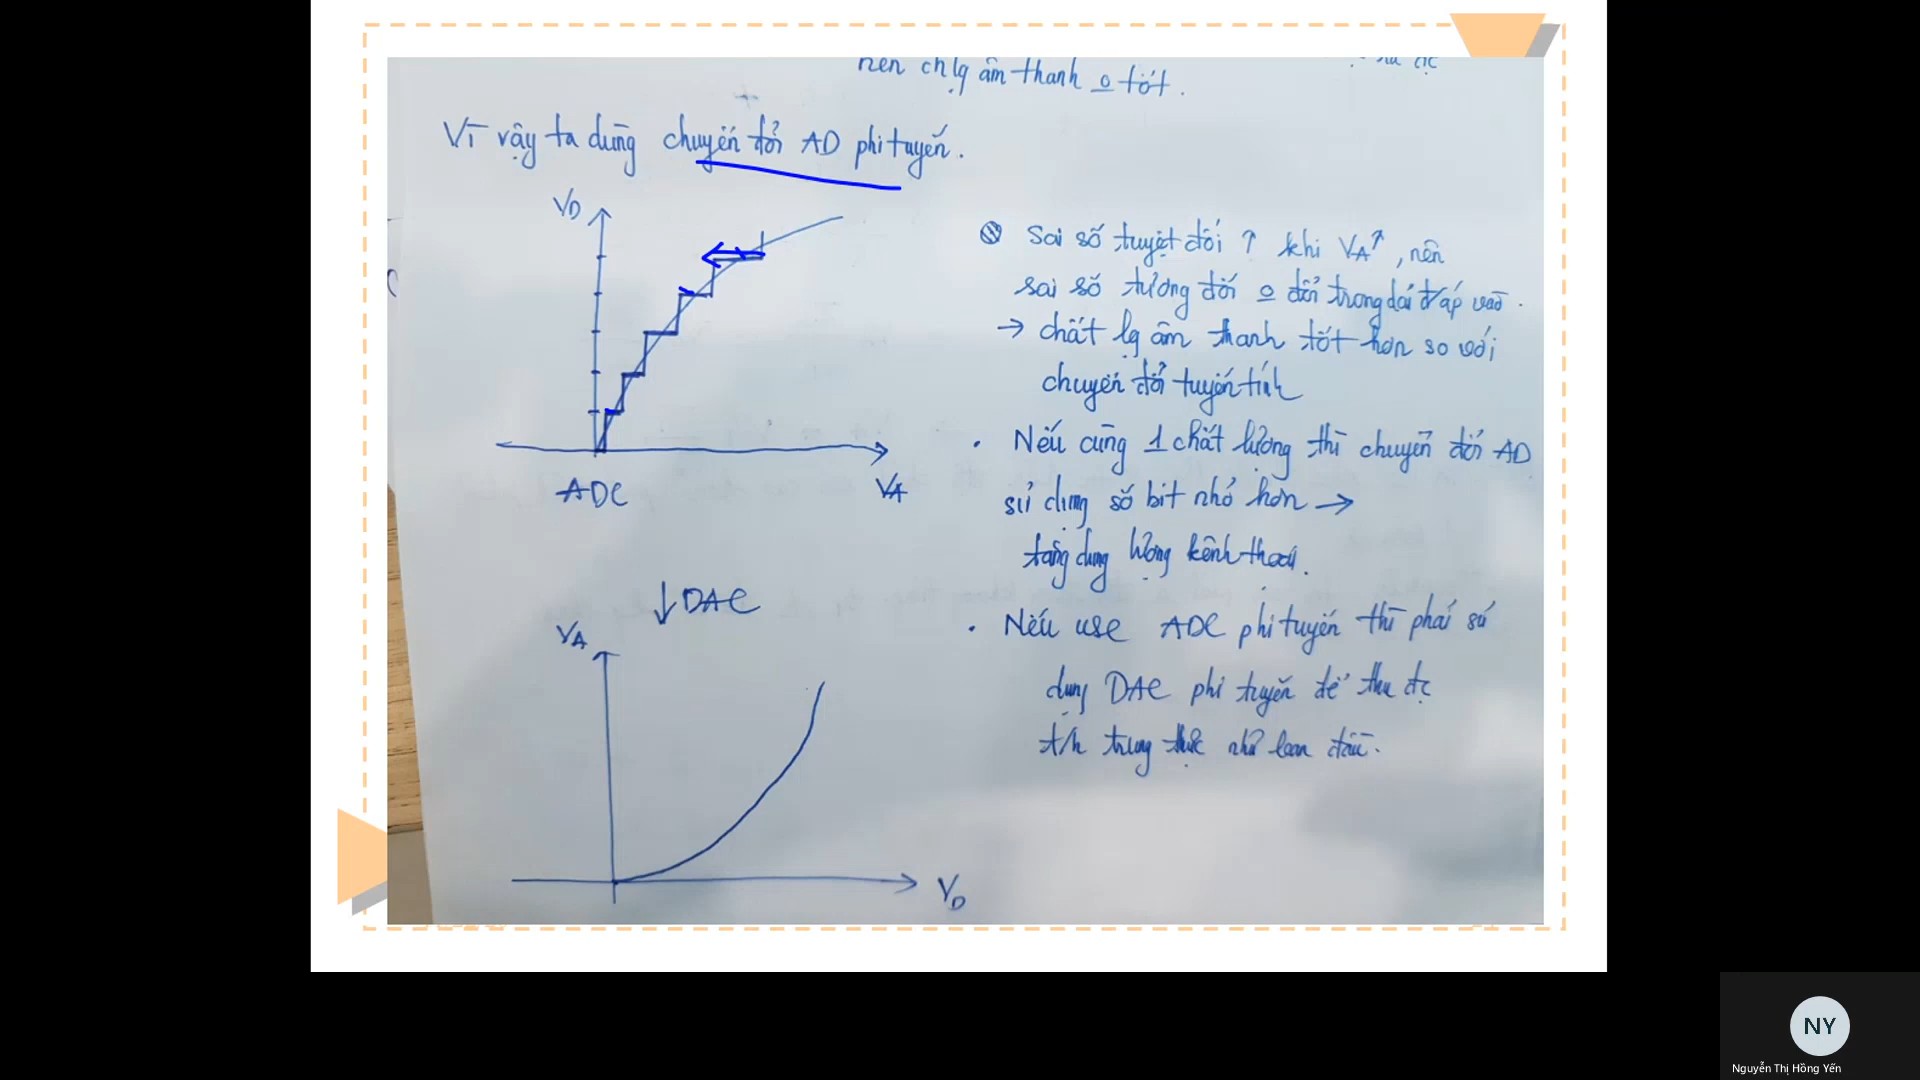 nên chlg âm thanh o tốt.
Vì vậy ta dùng chuyển đổi AD phi tuyến.
VD
Sai số tuyệt đối ↑ khi VA↑, nên
sai số tương đối o đổi trong dải đ/áp vào.
→ chất lg âm thanh tốt hơn so với
chuyển đổi tuyến tính
• Nếu cùng 1 chất lượng thì chuyển đổi AD
sử dụng số bit nhỏ hơn →
tăng dung lượng kênh thoại.
ADC
VA
↓ DAC
VA
• Nếu use ADC phi tuyến thì phải sử
dụng DAC phi tuyến để thu đc
t/h trung thực như ban đầu.
VD
NY
Nguyễn Thị Hồng Yến